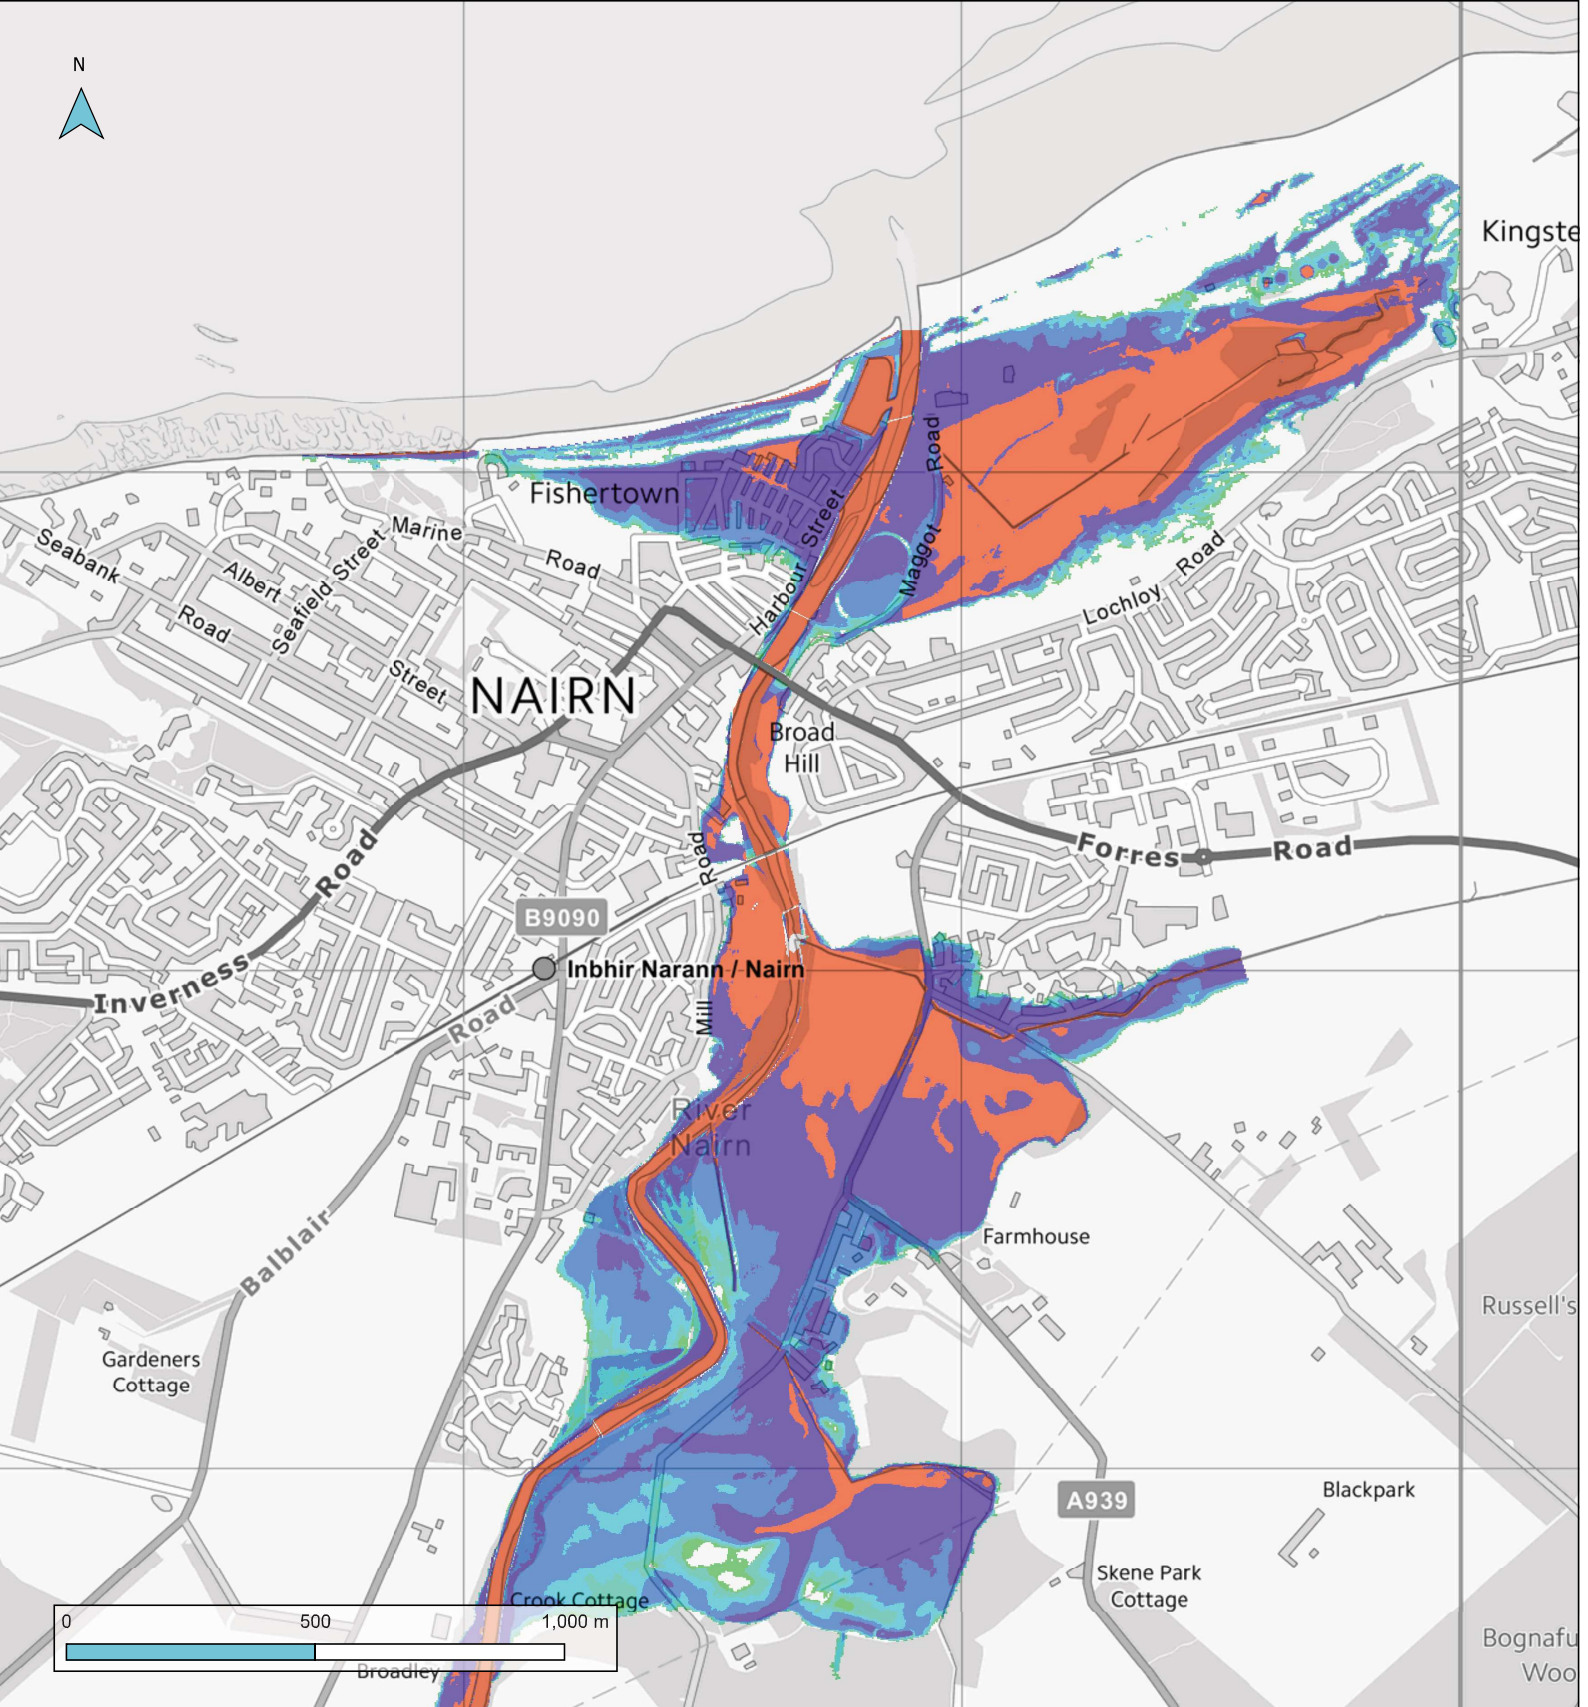 N
Kingste
Fishertown
Marine
Road
Seabank
Road
Albert
Street
Seafield Street
Harbour Street
Maggot
Road
Lochloy Road
NAIRN
Broad
Hill
Forres Road
Inverness Road
B9090
Inbhir Narann / Nairn
Mill
Road
Balblair
Road
River
Nairn
Farmhouse
Russell's
Gardeners
Cottage
A939
Blackpark
Skene Park
Cottage
Crook Cottage
0 500 1,000 m
Broadley
Bognafu
Woo